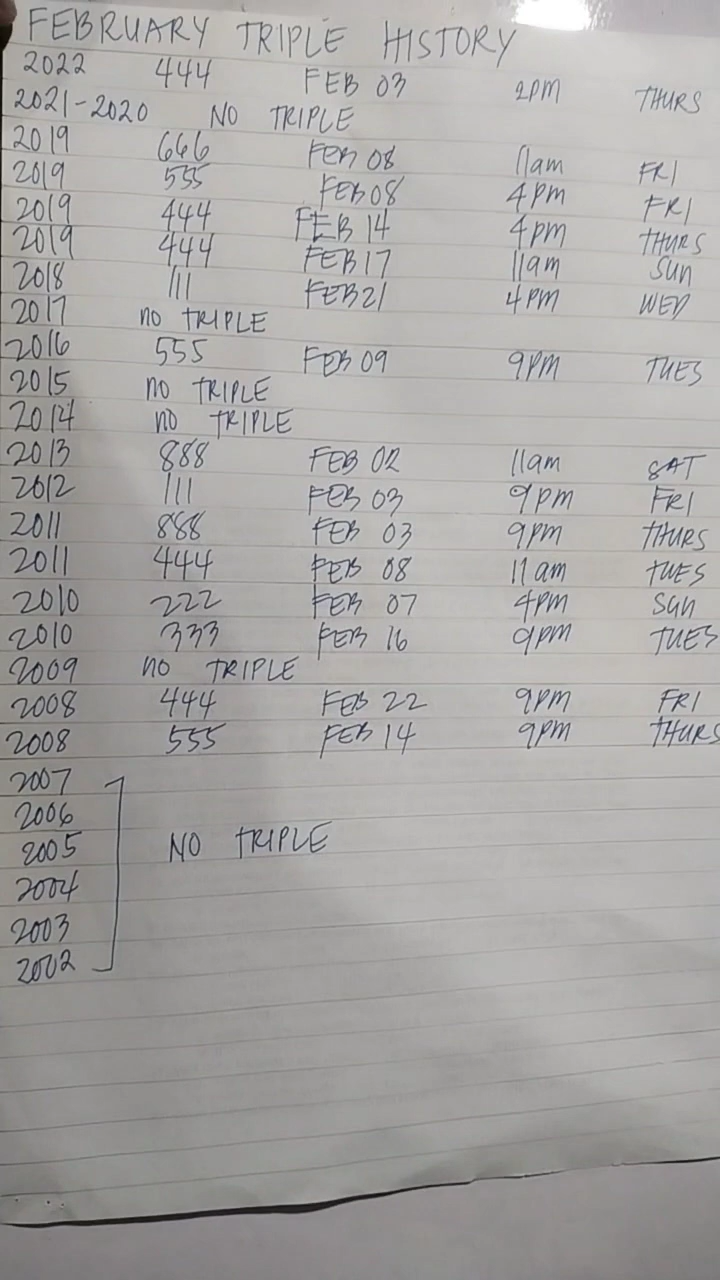 FEBRUARY TRIPLE HISTORY
2022 444 FEB 03 2PM THURS
2021-2020 NO TRIPLE
2019 666 FEB 08 11am FRI
2019 555 FEB 08 4PM FRI
2019 444 FEB 14 4PM THURS
2019 444 FEB 17 11am SUN
2018 111 FEB 21 4PM WED
2017 no TRIPLE
2016 555 FEB 09 9PM TUES
2015 no TRIPLE
2014 no TRIPLE
2013 888 FEB 02 11am SAT
2012 111 FEB 03 9PM FRI
2011 888 FEB 03 9PM THURS
2011 444 FEB 08 11am TUES
2010 222 FEB 07 4PM SUN
2010 333 FEB 16 9PM TUES
2009 no TRIPLE
2008 444 FEB 22 9PM FRI
2008 555 FEB 14 9PM THURS
2007
2006
2005 NO TRIPLE
2004
2003
2002